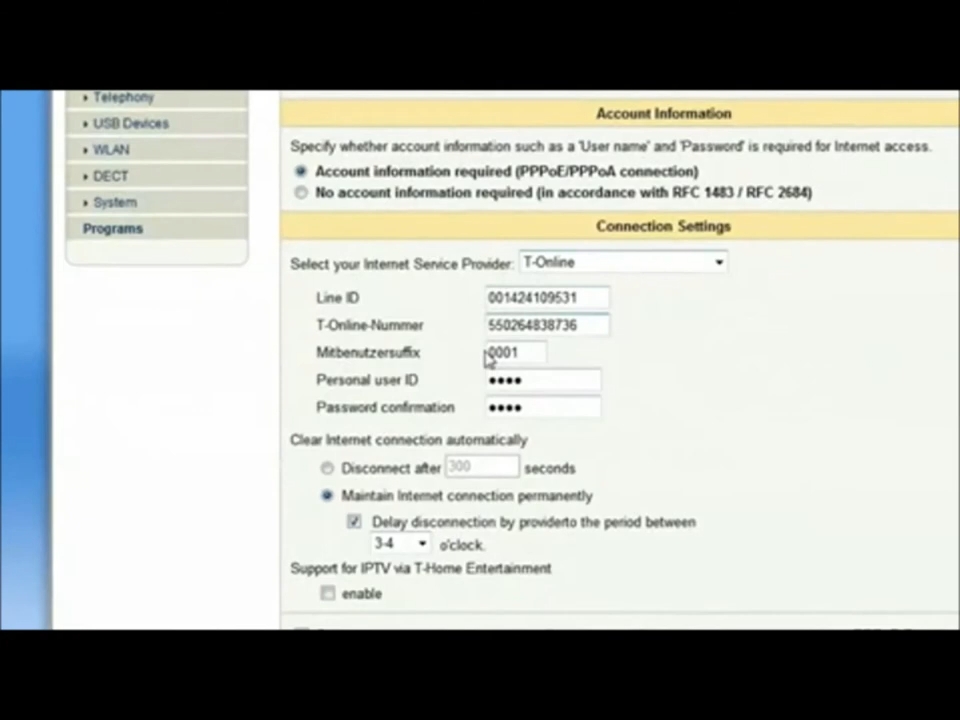 Telephony
USB Devices
WLAN
DECT
System
Programs
Account Information
Specify whether account information such as a 'User name' and 'Password' is required for Internet access.
Account information required (PPPoE/PPPoA connection)
No account information required (in accordance with RFC 1483 / RFC 2684)
Connection Settings
Select your Internet Service Provider: T-Online
Line ID 001424109531
T-Online-Nummer 550264838736
Mitbenutzersuffix 0001
Personal user ID ••••
Password confirmation ••••
Clear Internet connection automatically
Disconnect after 300 seconds
Maintain Internet connection permanently
Delay disconnection by providerto the period between
3-4 o'clock.
Support for IPTV via T-Home Entertainment
enable